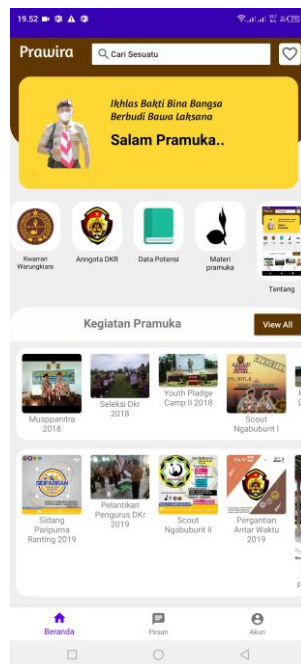 19.52
Prawira
Cari Sesuatu
Ikhlas Bakti Bina Bangsa
Berbudi Bawa Laksana
Salam Pramuka..
Kwarran
Warungkiara
Anngota DKR
Data Potensi
Materi
pramuka
Tentang
Kegiatan Pramuka
View All
Musppanitra
2018
Seleksi Dkr
2018
Youth Pladge
Camp II 2018
Scout
Ngabuburit I
Sidang
Paripurna
Ranting 2019
Pelantikan
Pengurus DKr
2019
Scout
Ngabuburit II
Pergantian
Antar Waktu
2019
Beranda
Pesan
Akun